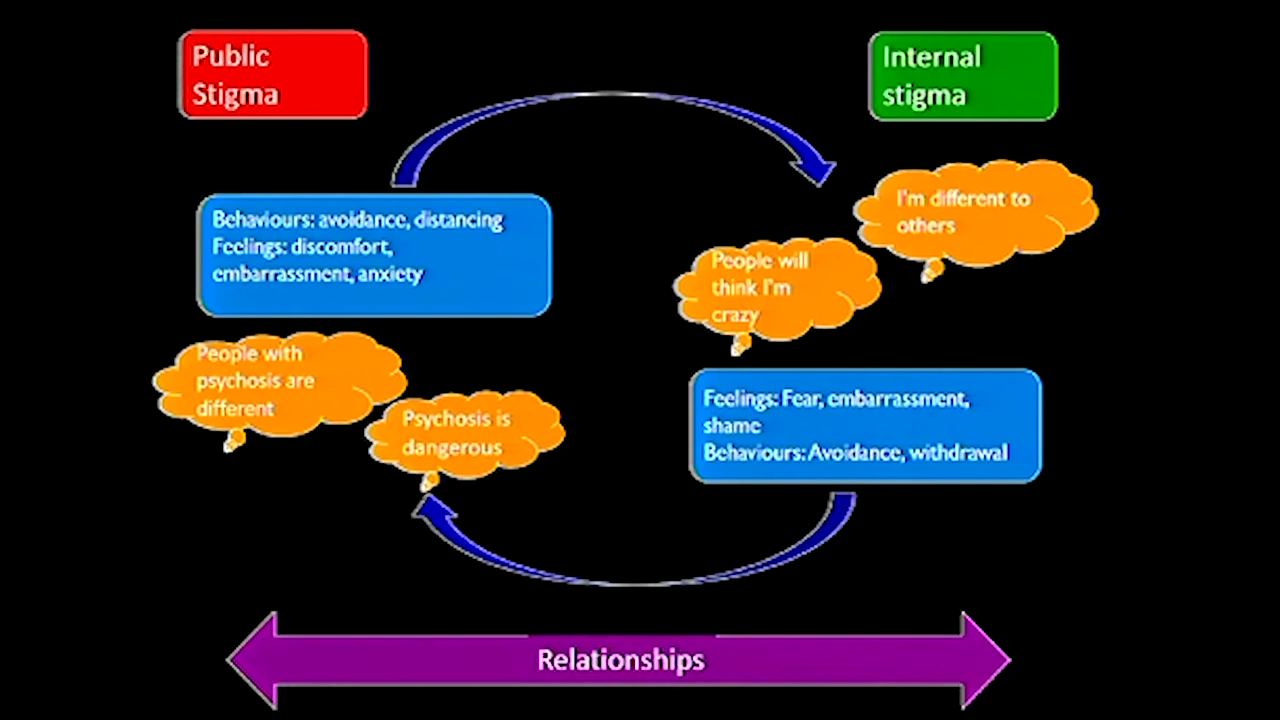 Public
Stigma
Internal
stigma
Behaviours: avoidance, distancing
Feelings: discomfort,
embarrassment, anxiety
People with
psychosis are
different
Psychosis is
dangerous
I'm different to
others
People will
think I'm
crazy
Feelings: Fear, embarrassment,
shame
Behaviours: Avoidance, withdrawal
Relationships